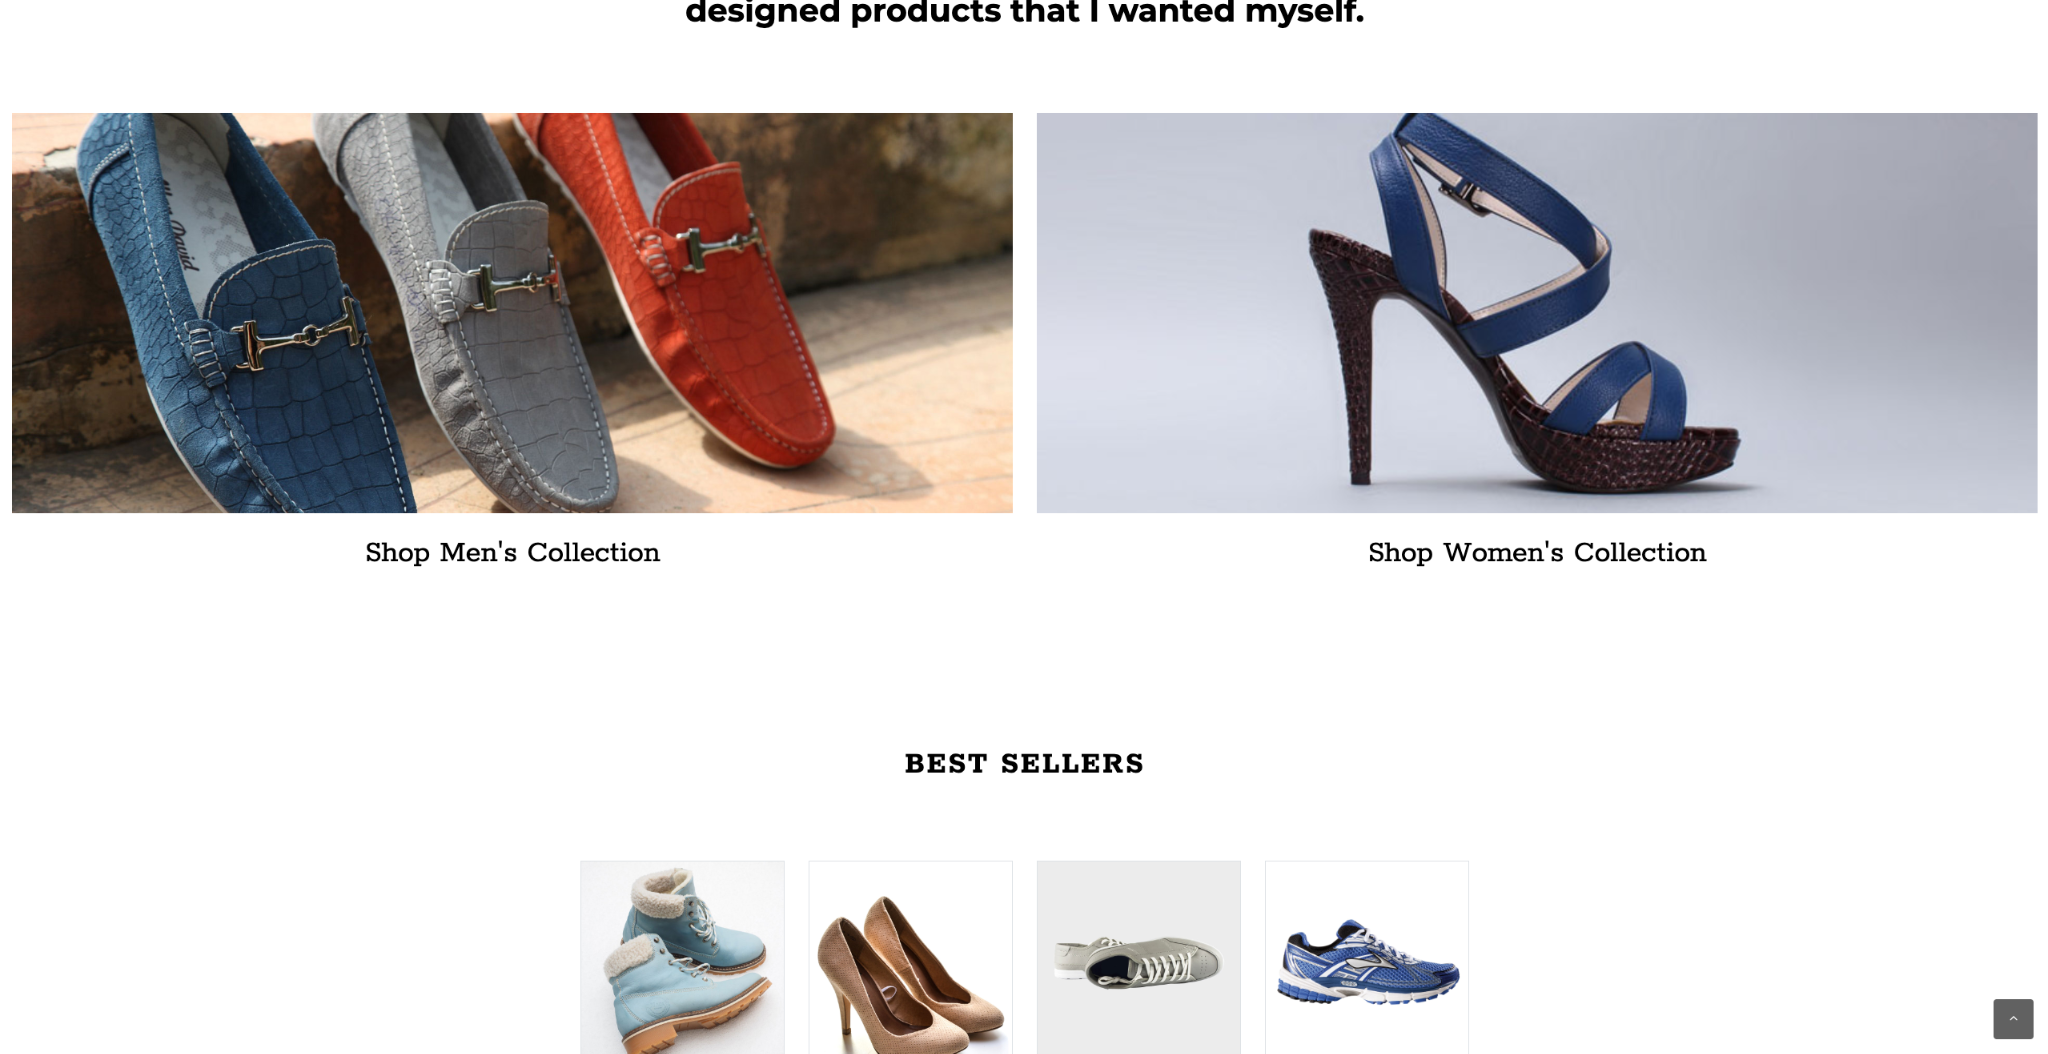 designed products that I wanted myself.
Shop Men's Collection
Shop Women's Collection
BEST SELLERS